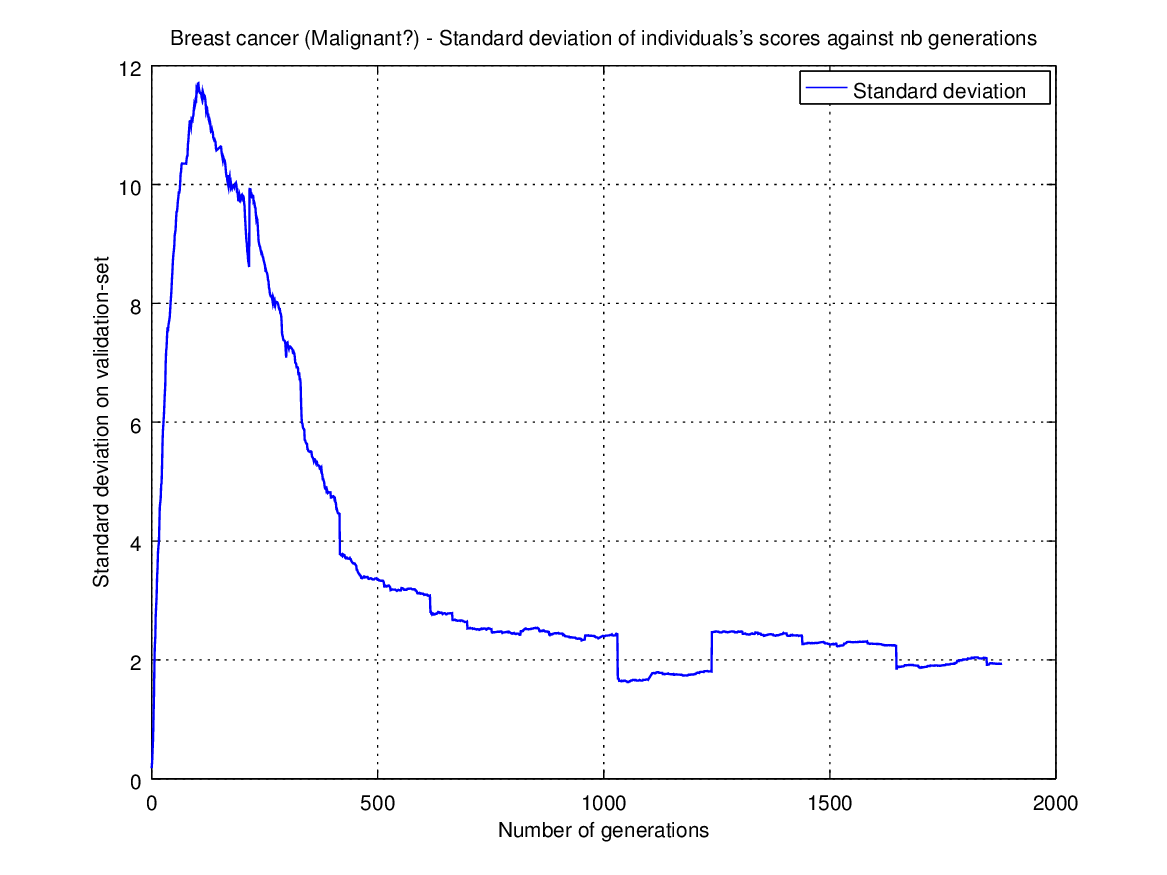 Breast cancer (Malignant?) - Standard deviation of individuals's scores against nb generations
Standard deviation
12
10
8
6
4
2
0
Standard deviation on validation-set
0 500 1000 1500 2000
Number of generations